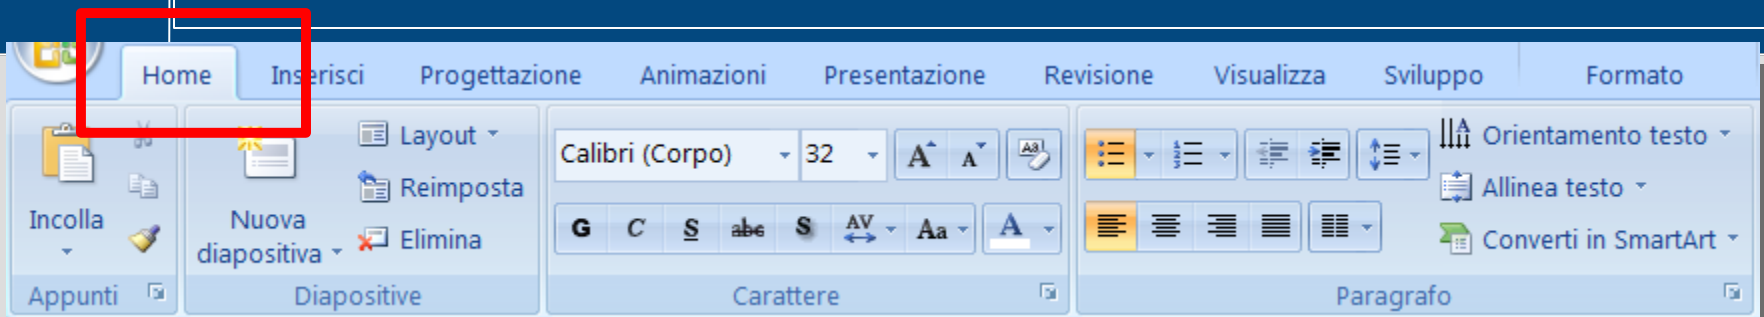 Home Inserisci Progettazione Animazioni Presentazione Revisione Visualizza Sviluppo Formato
Incolla
Appunti
Nuova
diapositiva
Layout
Reimposta
Elimina
Diapositive
Calibri (Corpo) 32 A A Aa
G C S abc S AV Aa A
Carattere
Orientamento testo
Allinea testo
Converti in SmartArt
Paragrafo